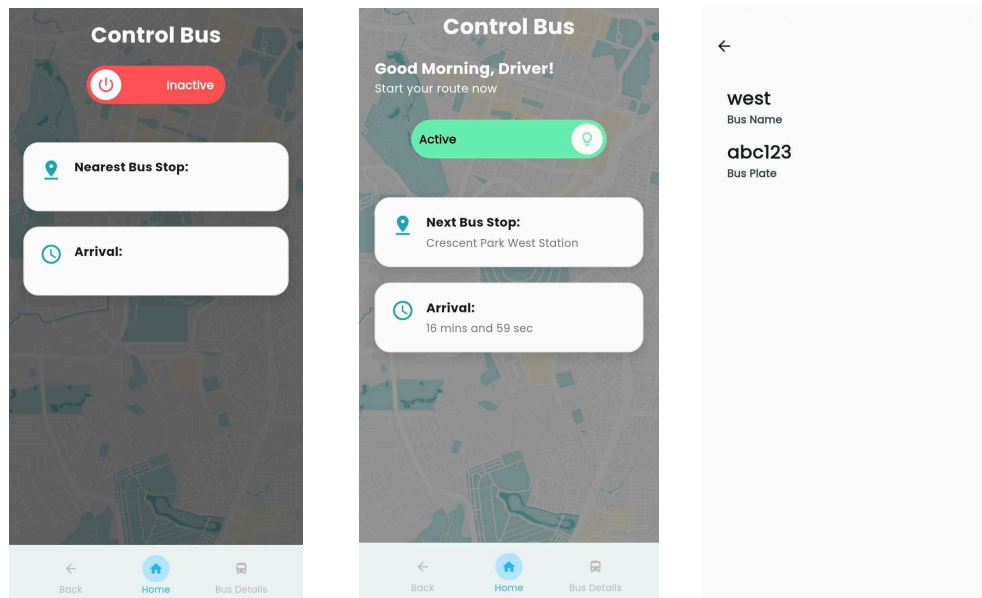 Control Bus
Inactive
Nearest Bus Stop:
Arrival:
Back
Home
Bus Details
Control Bus
Good Morning, Driver!
Start your route now
Active
Next Bus Stop:
Crescent Park West Station
Arrival:
16 mins and 59 sec
Back
Home
Bus Details
west
Bus Name
abc123
Bus Plate